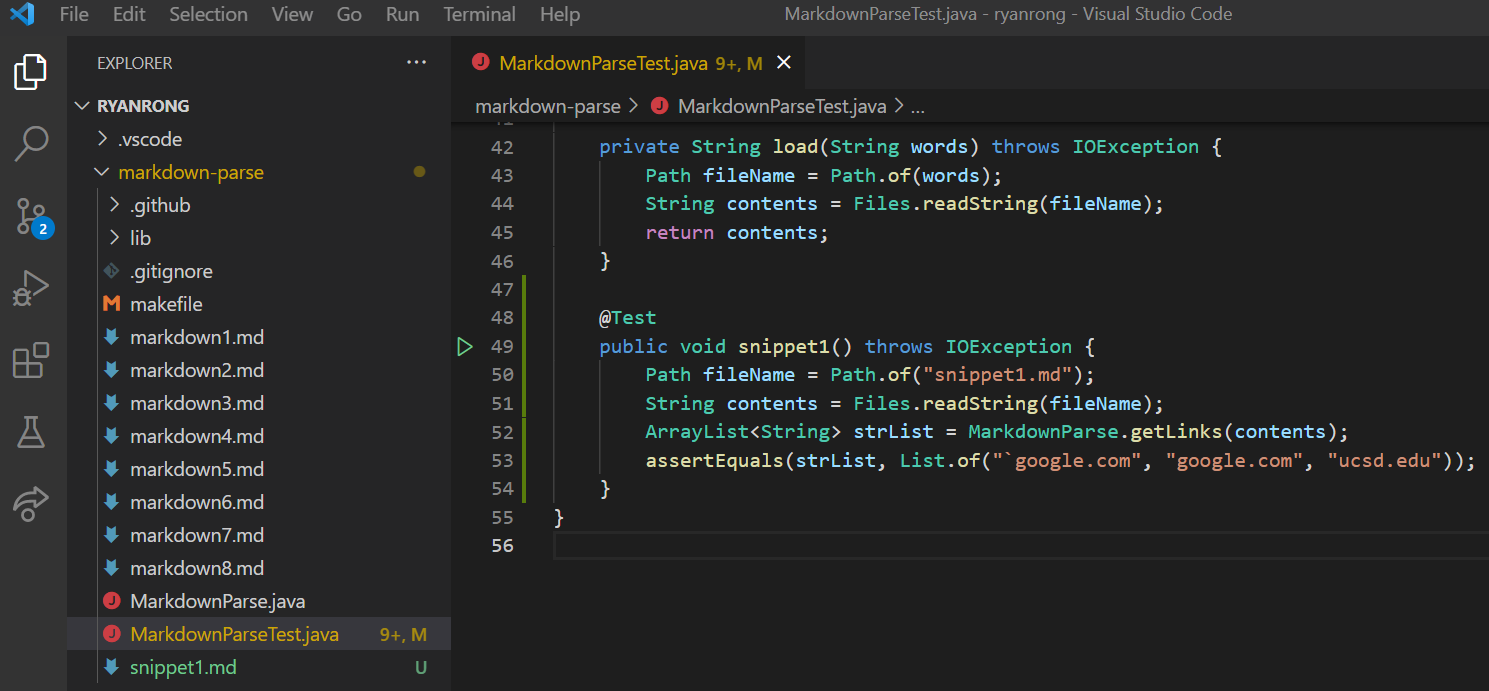 File Edit Selection View Go Run Terminal Help MarkdownParseTest.java - ryanrong - Visual Studio Code
EXPLORER ···
RYANRONG
.vscode
markdown-parse
.github
lib
.gitignore
makefile
markdown1.md
markdown2.md
markdown3.md
markdown4.md
markdown5.md
markdown6.md
markdown7.md
markdown8.md
MarkdownParse.java
MarkdownParseTest.java 9+, M
snippet1.md U
2
MarkdownParseTest.java 9+, M
markdown-parse > MarkdownParseTest.java > ...
41
42 private String load(String words) throws IOException {
43 Path fileName = Path.of(words);
44 String contents = Files.readString(fileName);
45 return contents;
46 }
47
48 @Test
49 public void snippet1() throws IOException {
50 Path fileName = Path.of("snippet1.md");
51 String contents = Files.readString(fileName);
52 ArrayList<String> strList = MarkdownParse.getLinks(contents);
53 assertEquals(strList, List.of("`google.com", "google.com", "ucsd.edu"));
54 }
55 }
56